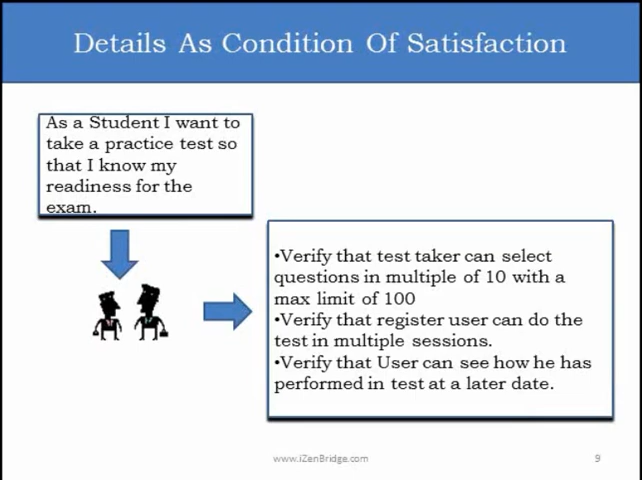 Details As Condition Of Satisfaction
As a Student I want to
take a practice test so
that I know my
readiness for the
exam.
•Verify that test taker can select
questions in multiple of 10 with a
max limit of 100
•Verify that register user can do the
test in multiple sessions.
•Verify that User can see how he has
performed in test at a later date.
www.iZenBridge.com
9